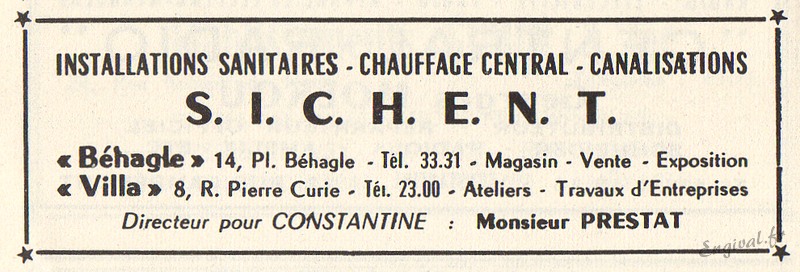 INSTALLATIONS SANITAIRES - CHAUFFAGE CENTRAL - CANALISATIONS
S. I. C. H. E. N. T.
« Béhagle » 14, Pl. Béhagle - Tél. 33.31 - Magasin - Vente - Exposition
« Villa » 8, R. Pierre Curie - Tél. 23.00 - Ateliers - Travaux d'Entreprises
Directeur pour CONSTANTINE : Monsieur PRESTAT
Engival.fr